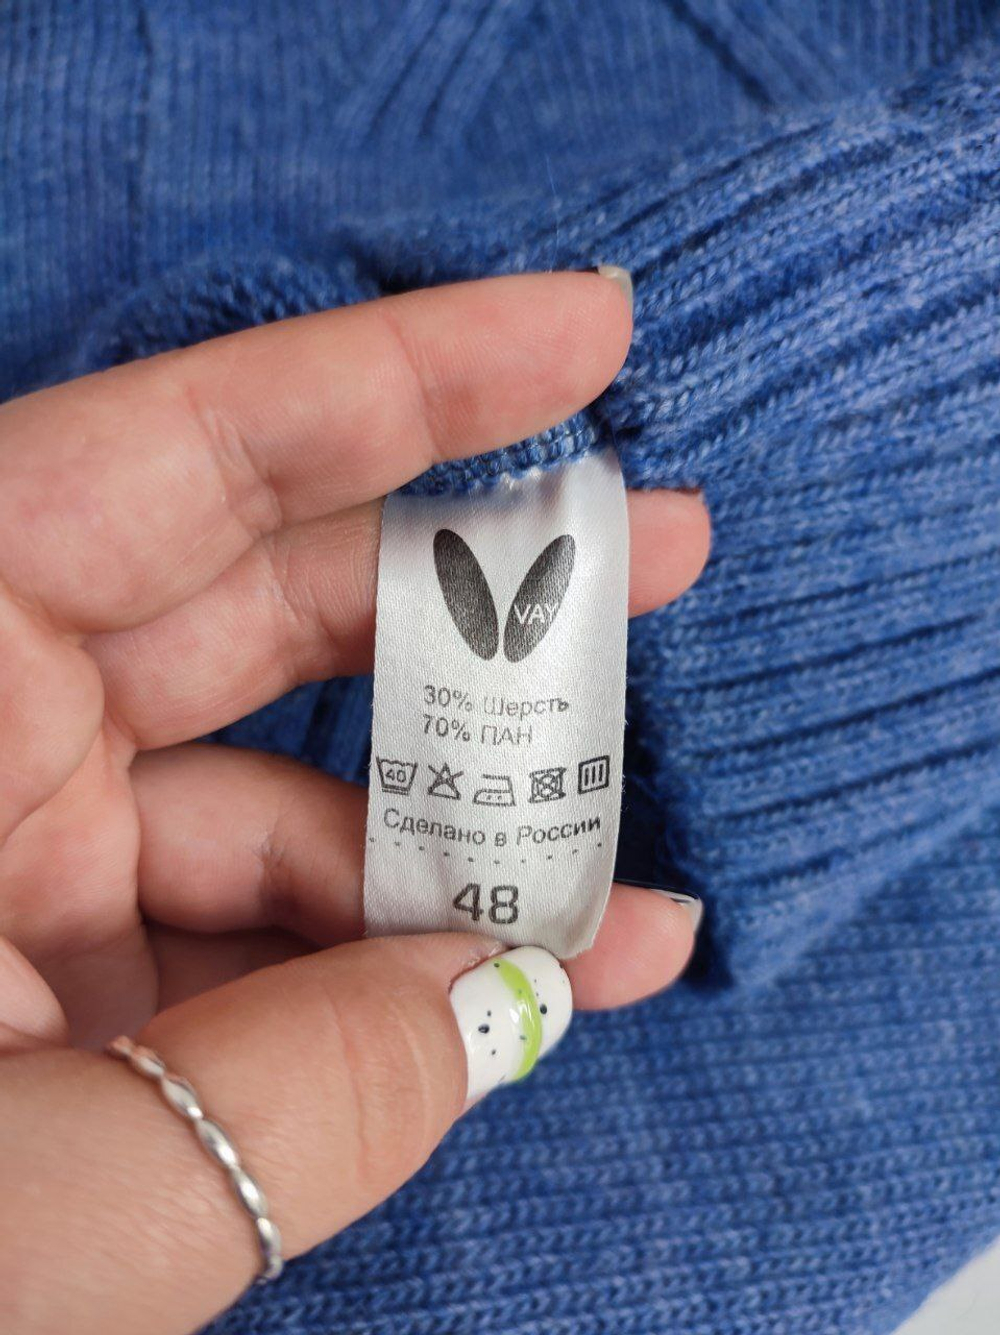 VAY
30% Шерсть
70% ПАН
40
Сделано в России
48